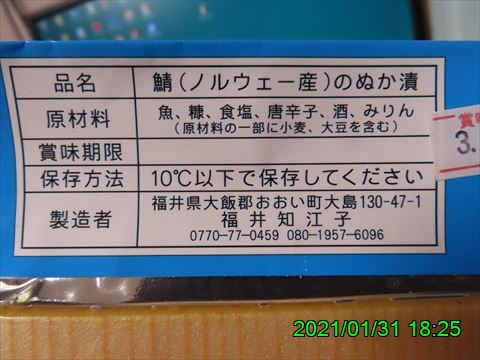 品名 鯖(ノルウェー産)のぬか漬
原材料 魚、糠、食塩、唐辛子、酒、みりん
(原材料の一部に小麦、大豆を含む)
賞味期限
保存方法 10℃以下で保存してください
製造者 福井県大飯郡おおい町大島130-47-1
福井知江子
0770-77-0459 080-1957-6096
賞味
3.
2021/01/31 18:25